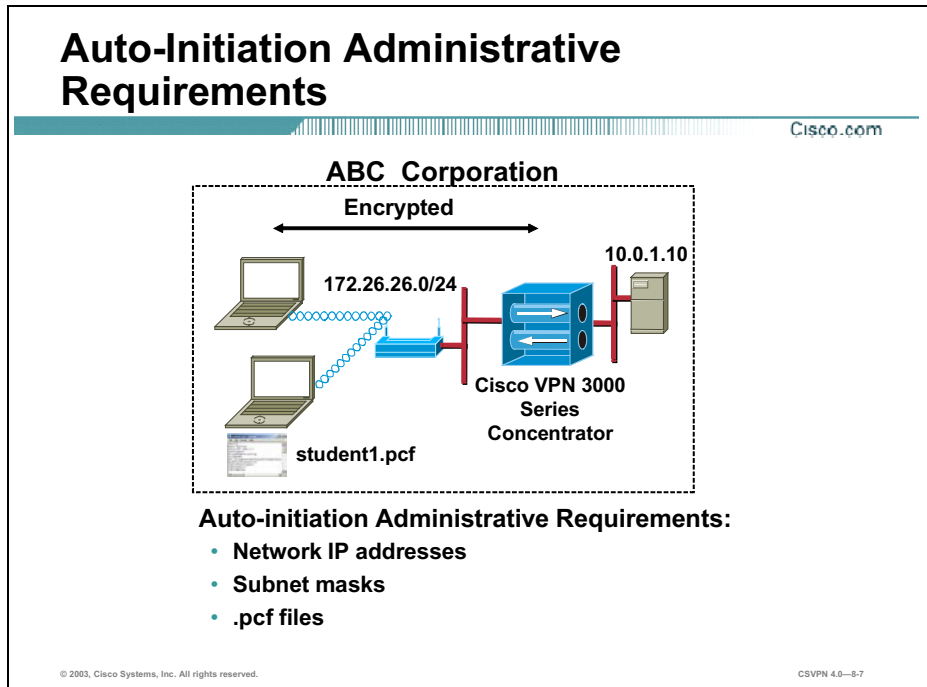 Auto-Initiation Administrative
Requirements
Cisco.com
ABC Corporation
Encrypted
10.0.1.10
172.26.26.0/24
Cisco VPN 3000
Series
Concentrator
student1.pcf
Auto-initiation Administrative Requirements:
• Network IP addresses
• Subnet masks
• .pcf files
© 2003, Cisco Systems, Inc. All rights reserved.
CSVPN 4.0—8-7